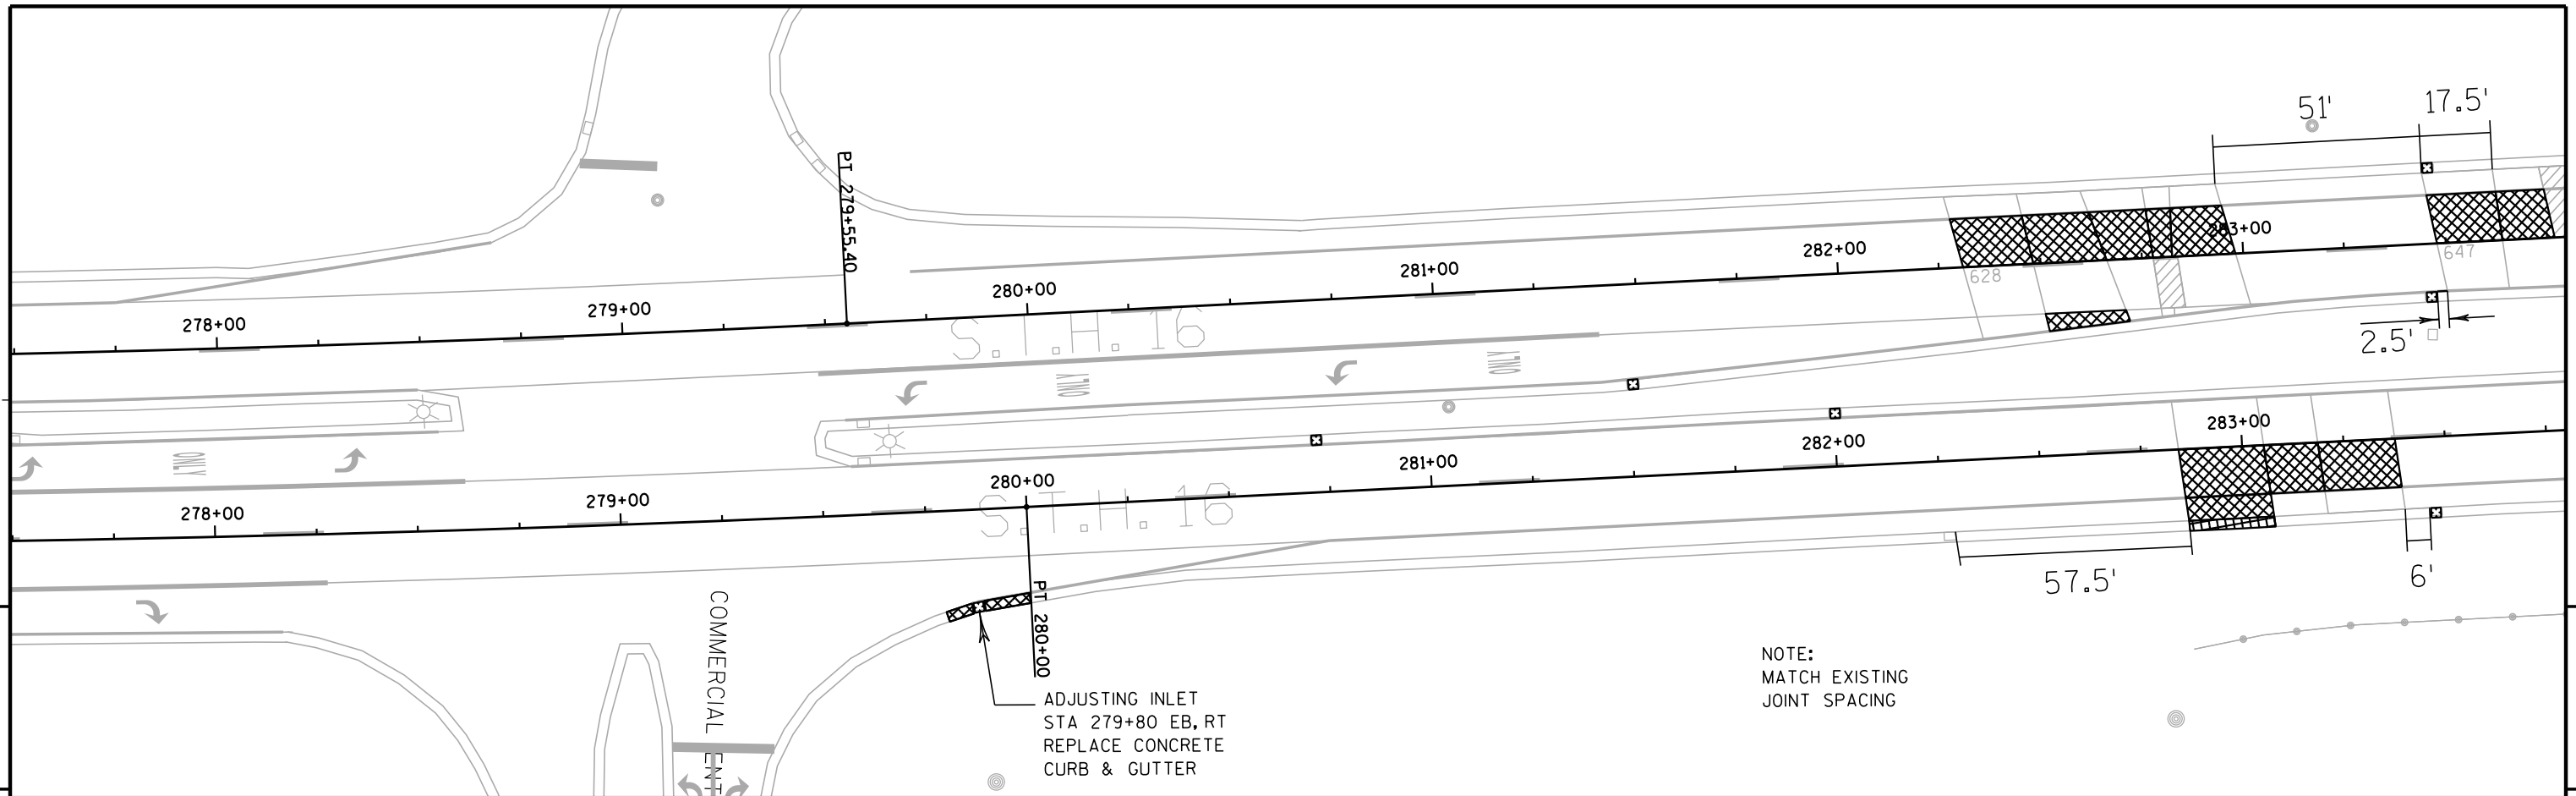 51'
17.5'
PT 279+55.40
278+00
279+00
280+00
281+00
282+00
283+00
628
647
S.T.H. 16
2.5'
278+00
279+00
280+00
281+00
282+00
283+00
S.T.H. 16
57.5'
6'
PT 280+00
COMMERCIAL ENT
ADJUSTING INLET
STA 279+80 EB, RT
REPLACE CONCRETE
CURB & GUTTER
NOTE:
MATCH EXISTING
JOINT SPACING